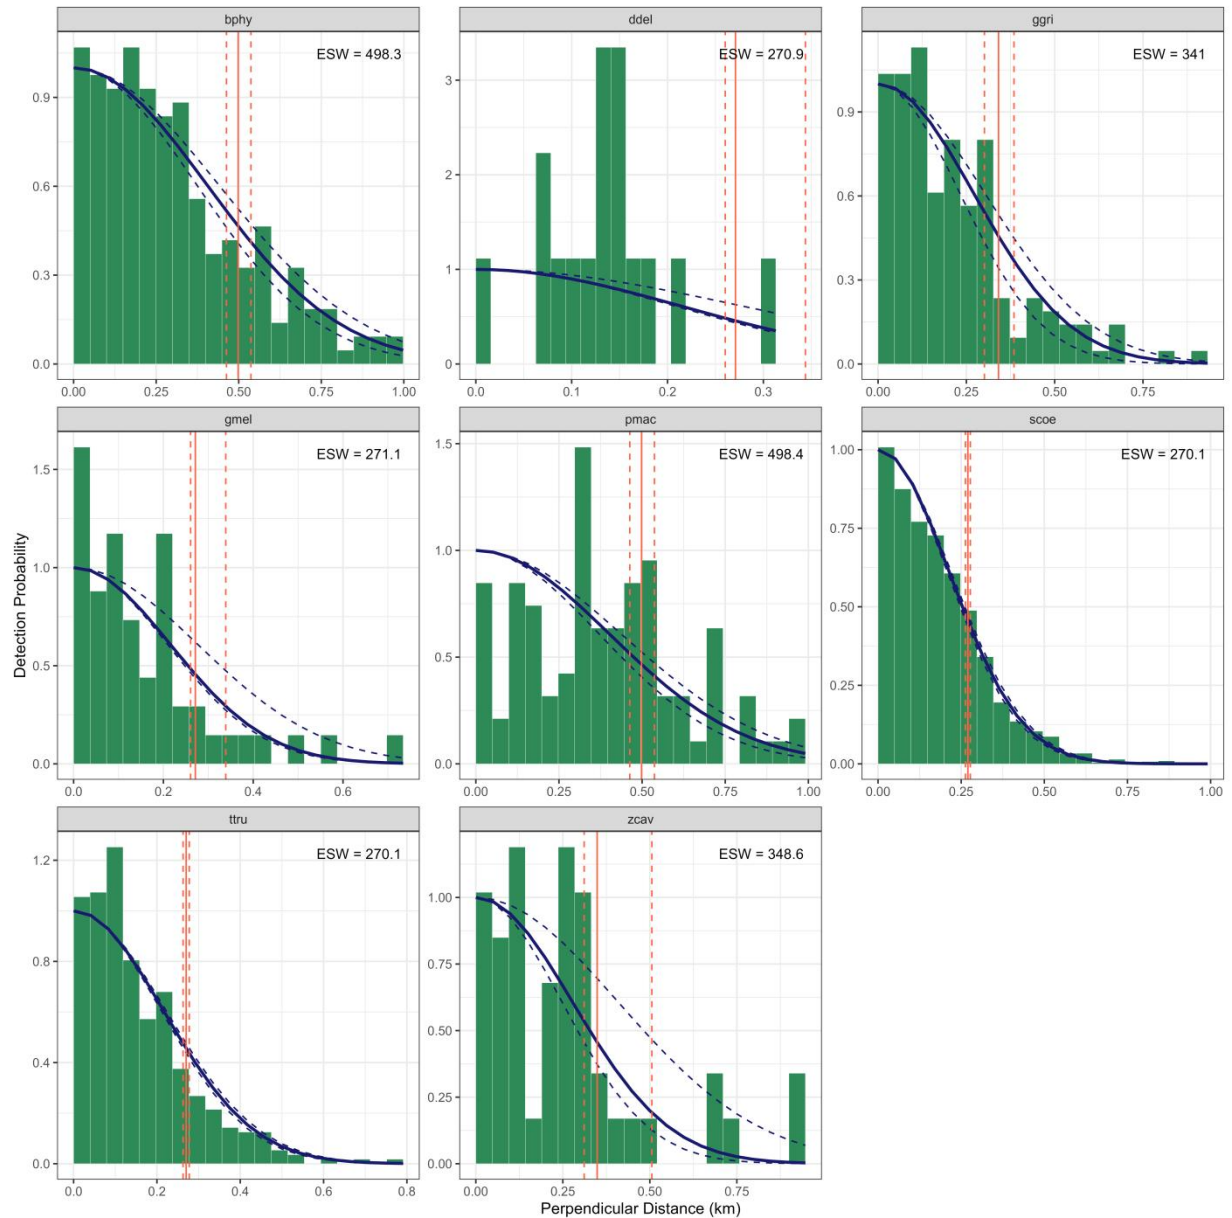 bphy
ddel
ggri
ESW = 498.3
ESW = 270.9
ESW = 341
0.9
0.6
0.3
0.0
3
2
1
0
0.9
0.6
0.3
0.0
0.00 0.25 0.50 0.75 1.00
0.0 0.1 0.2 0.3
0.00 0.25 0.50 0.75
gmel
pmac
scoe
ESW = 271.1
ESW = 498.4
ESW = 270.1
1.5
1.0
0.5
0.0
1.5
1.0
0.5
0.0
1.00
0.75
0.50
0.25
0.00
0.0 0.2 0.4 0.6
0.00 0.25 0.50 0.75 1.00
0.00 0.25 0.50 0.75 1.00
Detection Probability
ttru
zcav
ESW = 270.1
ESW = 348.6
1.2
0.8
0.4
0.0
1.00
0.75
0.50
0.25
0.00
0.0 0.2 0.4 0.6 0.8
0.00 0.25 0.50 0.75
Perpendicular Distance (km)